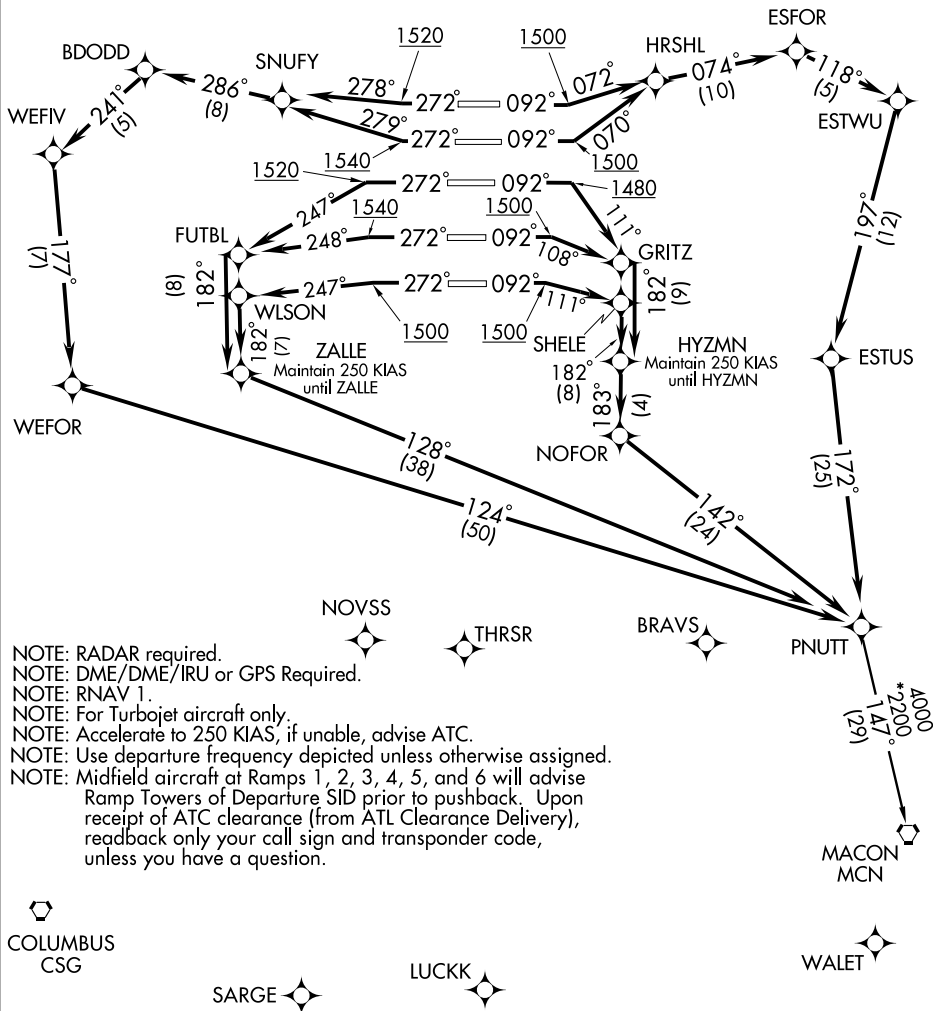 ESFOR
1520
1500
BDODD
SNUFY
HRSHL
074°
(10)
118°
(5)
286°
(8)
278°
272°
092°
072°
ESTWU
WEFIV
241°
(5)
279°
272°
092°
070°
1540
1500
1520
272°
092°
1480
247°
1540
1500
111°
197°
(12)
177°
(7)
FUTBL
248°
272°
092°
108°
GRITZ
(8)
182°
182°
(9)
WLSON
247°
272°
092°
111°
1500
1500
SHELE
182°
(7)
ZALLE
Maintain 250 KIAS
until ZALLE
HYZMN
Maintain 250 KIAS
until HYZMN
182°
(8)
ESTUS
183°
(4)
WEFOR
NOFOR
128°
(38)
172°
(25)
124°
(50)
142°
(24)
NOVSS
THRSR
BRAVS
PNUTT
NOTE: RADAR required.
NOTE: DME/DME/IRU or GPS Required.
NOTE: RNAV 1.
NOTE: For Turbojet aircraft only.
NOTE: Accelerate to 250 KIAS, if unable, advise ATC.
NOTE: Use departure frequency depicted unless otherwise assigned.
NOTE: Midfield aircraft at Ramps 1, 2, 3, 4, 5, and 6 will advise
Ramp Towers of Departure SID prior to pushback. Upon
receipt of ATC clearance (from ATL Clearance Delivery),
readback only your call sign and transponder code,
unless you have a question.
4000
*2200
147°
(29)
MACON
MCN
COLUMBUS
CSG
WALET
SARGE
LUCKK